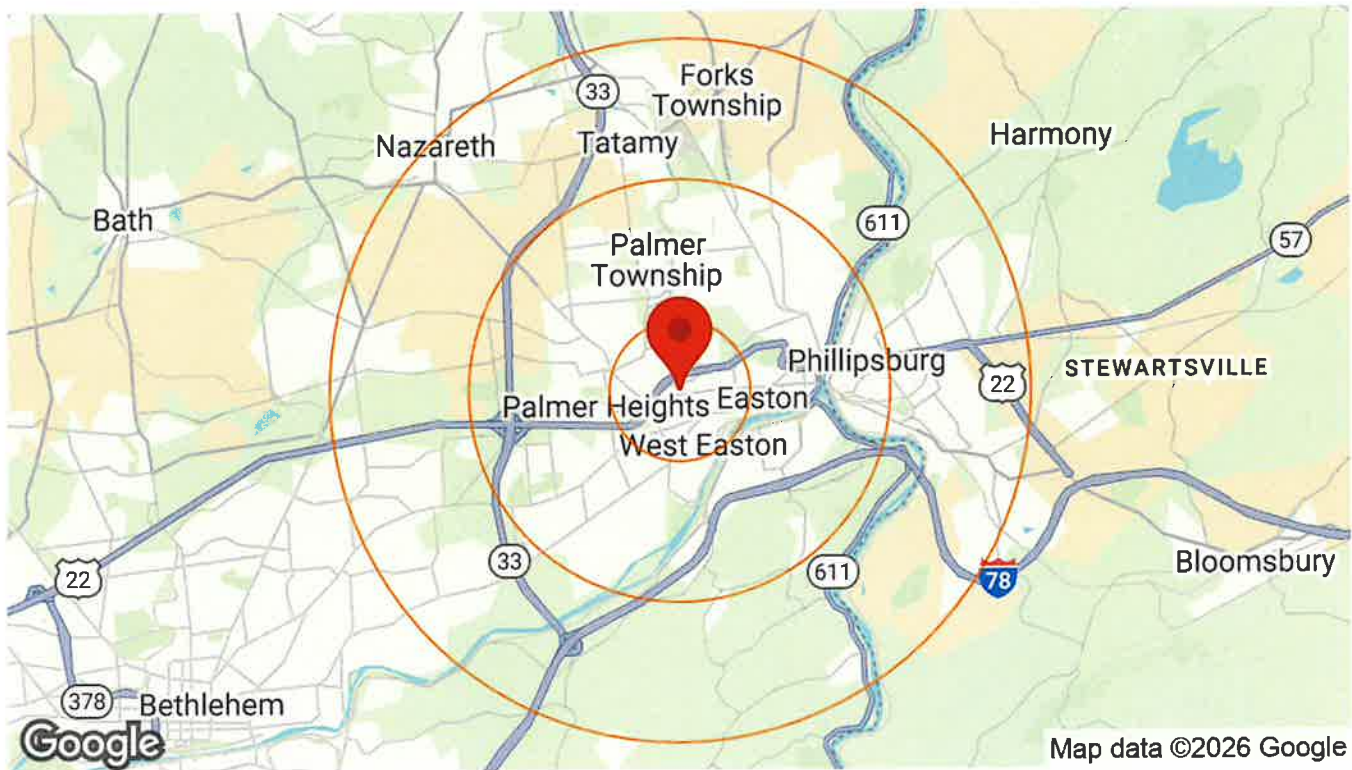 Forks
Township
33
Tatamy
Nazareth
Harmony
Bath
611
57
Palmer
Township
Phillipsburg
22
STEWARTSVILLE
Palmer Heights
Easton
West Easton
33
22
611
78
Bloomsbury
378
Bethlehem
Google
Map data ©2026 Google